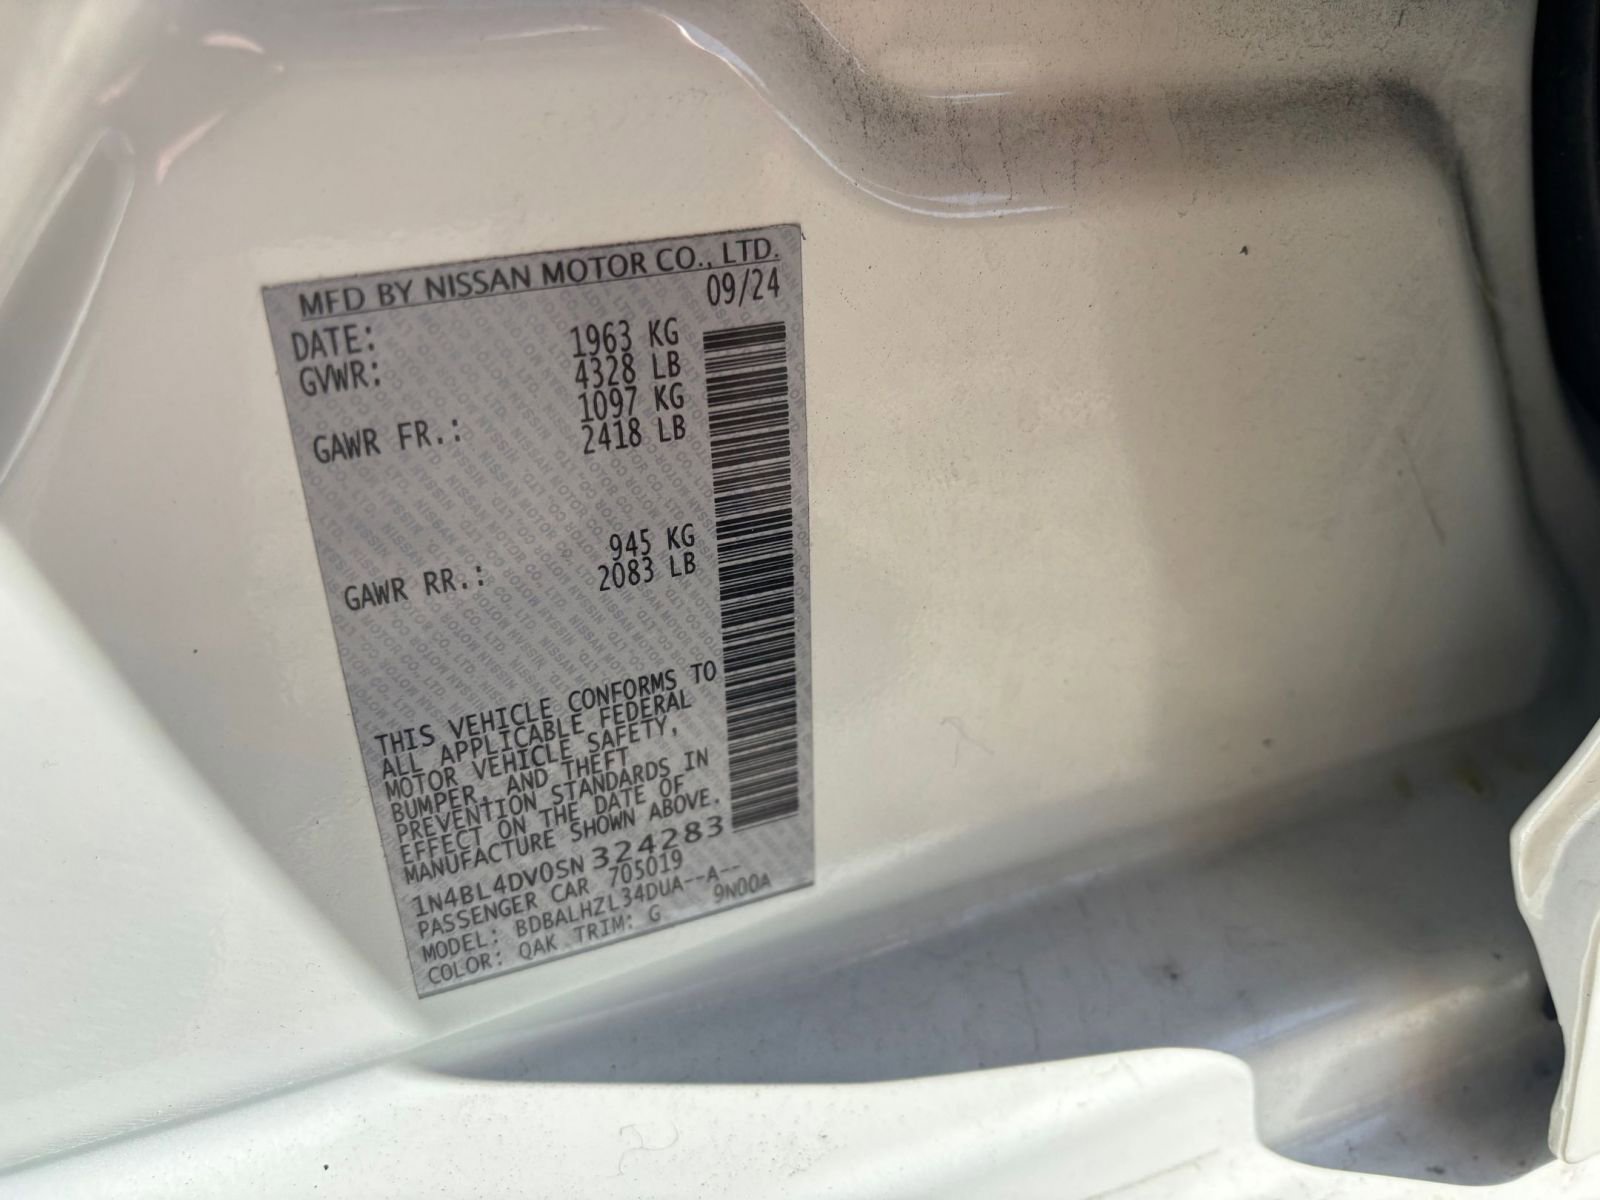 MFD BY NISSAN MOTOR CO., LTD.
DATE: 09/24
GVWR: 1963 KG
4328 LB
GAWR FR.: 1097 KG
2418 LB
GAWR RR.: 945 KG
2083 LB
THIS VEHICLE CONFORMS TO
ALL APPLICABLE FEDERAL
MOTOR VEHICLE SAFETY,
BUMPER, AND THEFT
PREVENTION STANDARDS IN
EFFECT ON THE DATE OF
MANUFACTURE SHOWN ABOVE.
1N4BL4DV0SN324283
PASSENGER CAR 705019
MODEL: BDBALHZL34DUA--A--
COLOR: QAK TRIM: G 9N00A